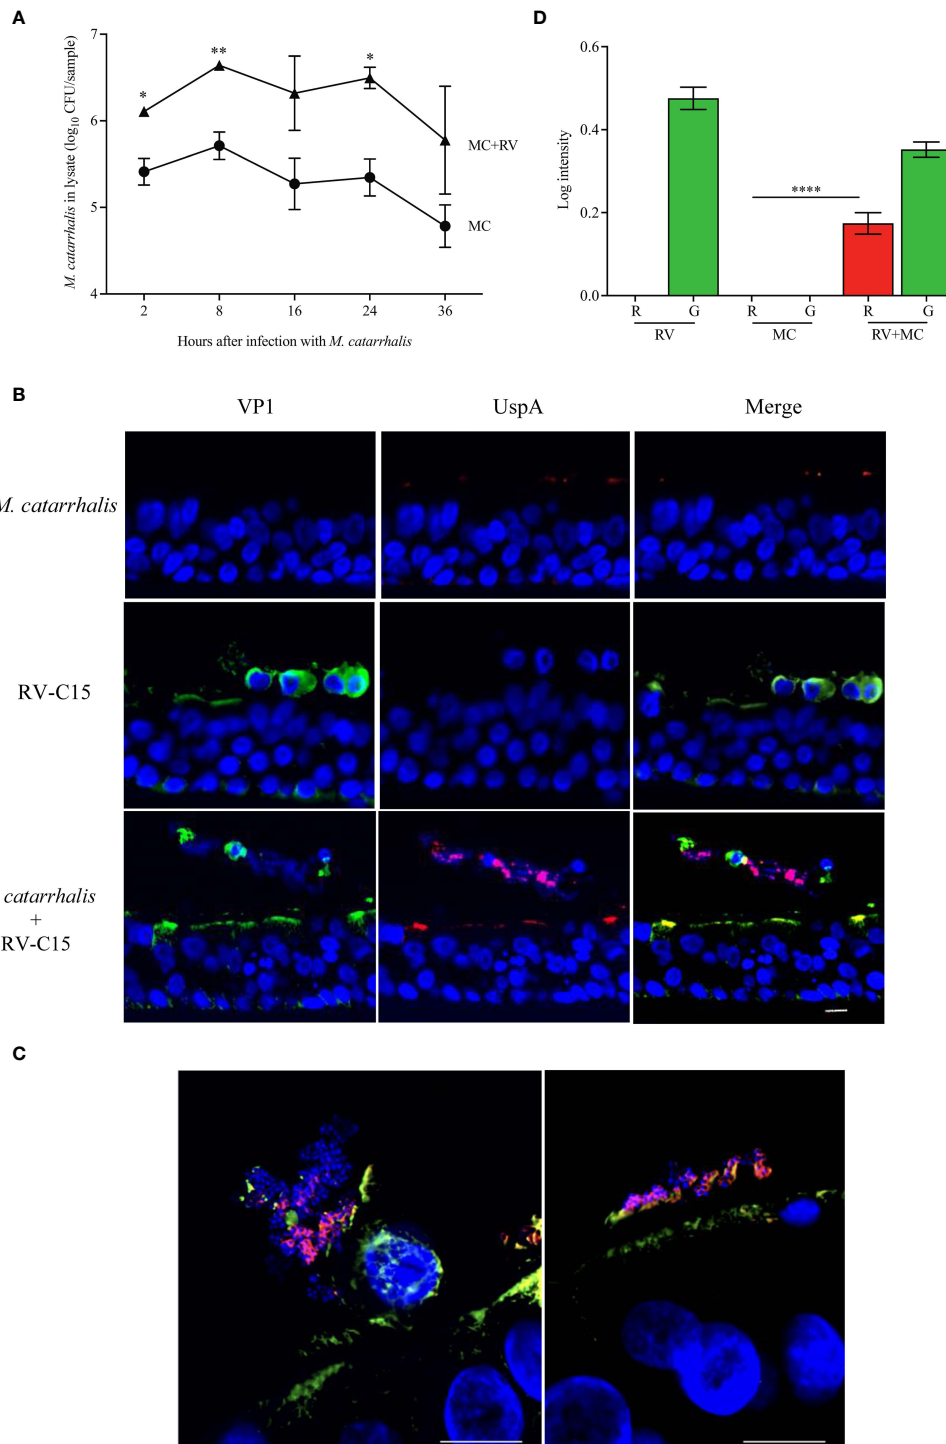 A
7
6
5
4
M. catarrhalis in lysate (log10 CFU/sample)
*
**
*
MC+RV
MC
2 8 16 24 36
Hours after infection with M. catarrhalis
D
0.6
0.4
0.2
0.0
Log intensity
****
R G R G R G
RV MC RV+MC
B
VP1 UspA Merge
M. catarrhalis
RV-C15
catarrhalis
+
RV-C15
C